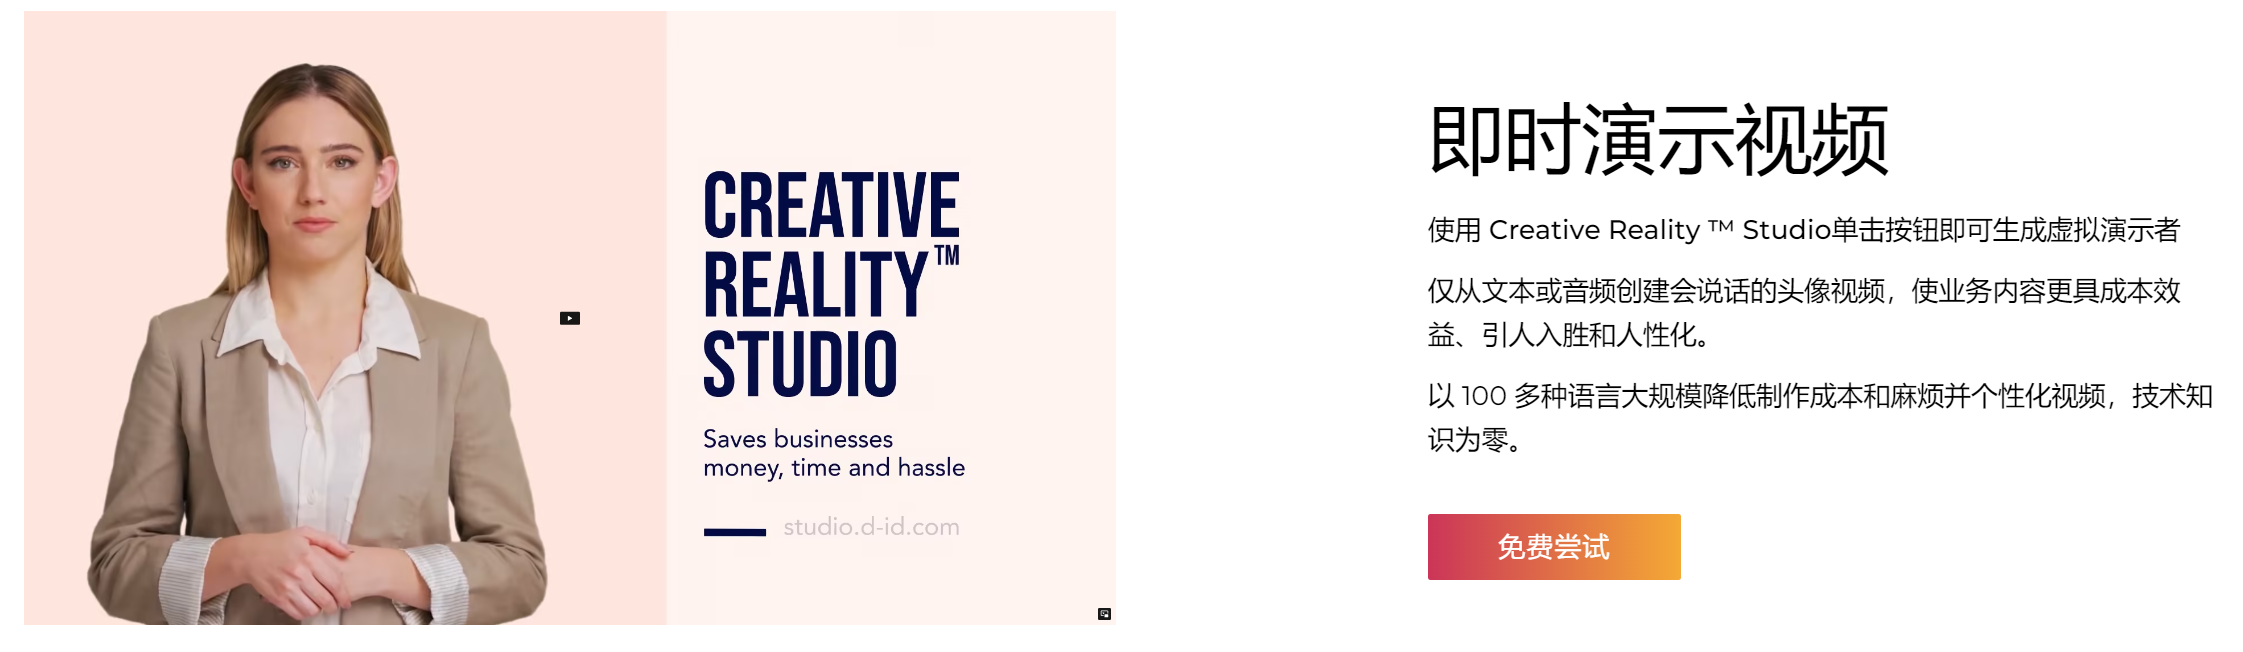 CREATIVE
REALITY™
STUDIO
Saves businesses
money, time and hassle
studio.d-id.com
即时演示视频
使用 Creative Reality ™ Studio单击按钮即可生成虚拟演示者
仅从文本或音频创建会说话的头像视频，使业务内容更具成本效
益、引人入胜和人性化。
以 100 多种语言大规模降低制作成本和麻烦并个性化视频，技术知
识为零。
免费尝试